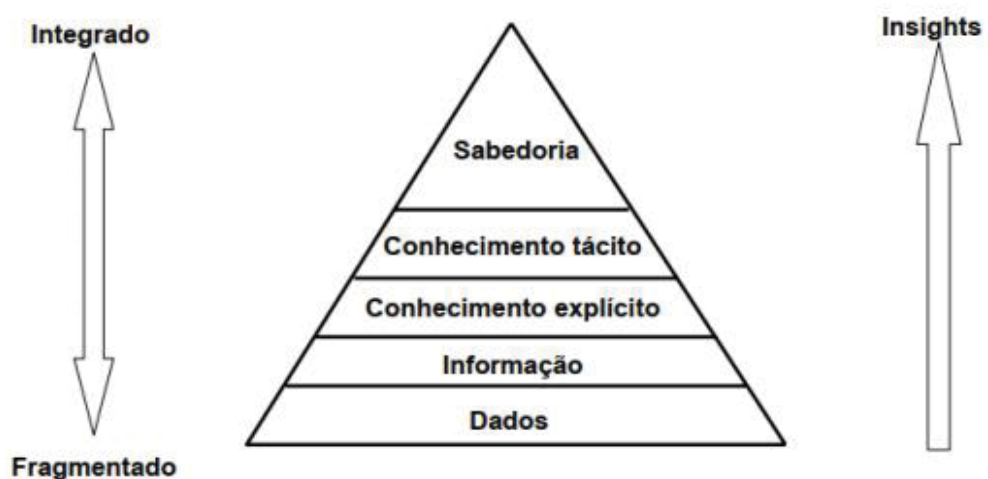 Integrado
Insights
Sabedoria
Conhecimento tácito
Conhecimento explícito
Informação
Dados
Fragmentado